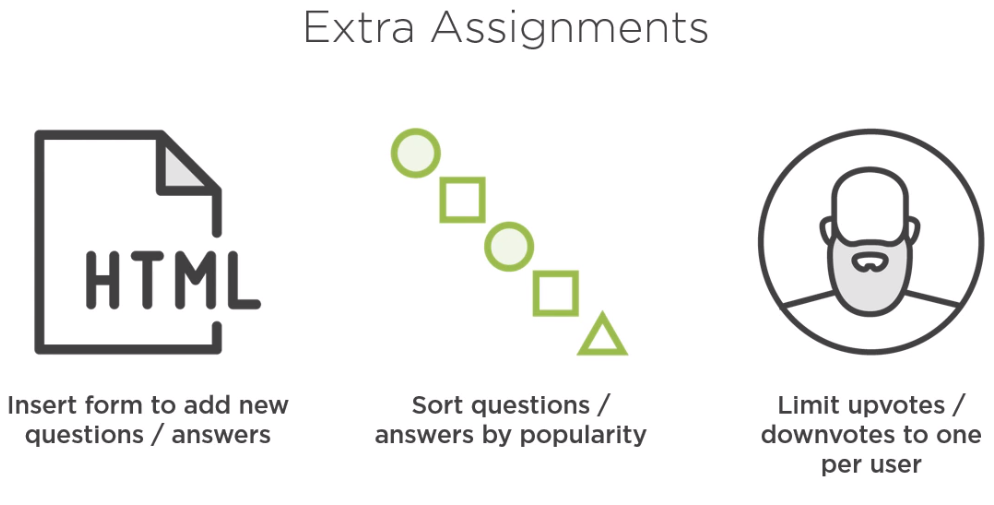 Extra Assignments
HTML
Insert form to add new
questions / answers
Sort questions /
answers by popularity
Limit upvotes /
downvotes to one
per user